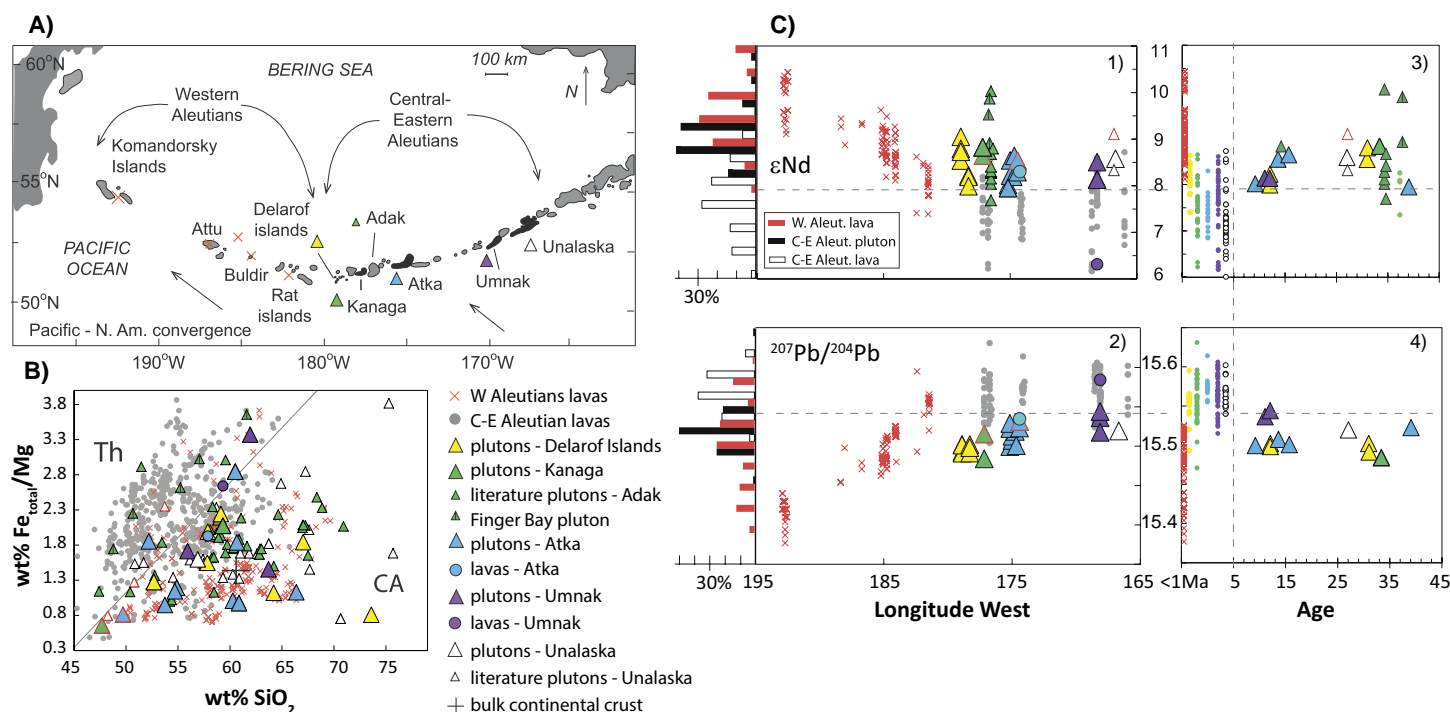 A)
60°N
55°N
50°N
BERING SEA
100 km
N
Western
Aleutians
Central-
Eastern
Aleutians
Komandorsky
Islands
Attu
Buldir
Rat
islands
Delarof
islands
Adak
Kanaga
Atka
Umnak
Unalaska
PACIFIC
OCEAN
Pacific - N. Am. convergence
190°W
180°W
170°W
B)
wt% Fe total/Mg
3.8
3.3
2.8
2.3
1.8
1.3
0.8
0.3
Th
CA
45 50 55 60 65 70 75
wt% SiO2
W Aleutians lavas
C-E Aleutian lavas
plutons - Delarof Islands
plutons - Kanaga
literature plutons - Adak
Finger Bay pluton
plutons - Atka
lavas - Atka
plutons - Umnak
lavas - Umnak
plutons - Unalaska
literature plutons - Unalaska
bulk continental crust
C)
1)
εNd
W. Aleut. lava
C-E Aleut. pluton
C-E Aleut. lava
30%
3)
11
10
9
8
7
6
2)
207Pb/204Pb
30%
195 185 175 165
Longitude West
4)
15.6
15.5
15.4
<1Ma 5 15 25 35 45
Age